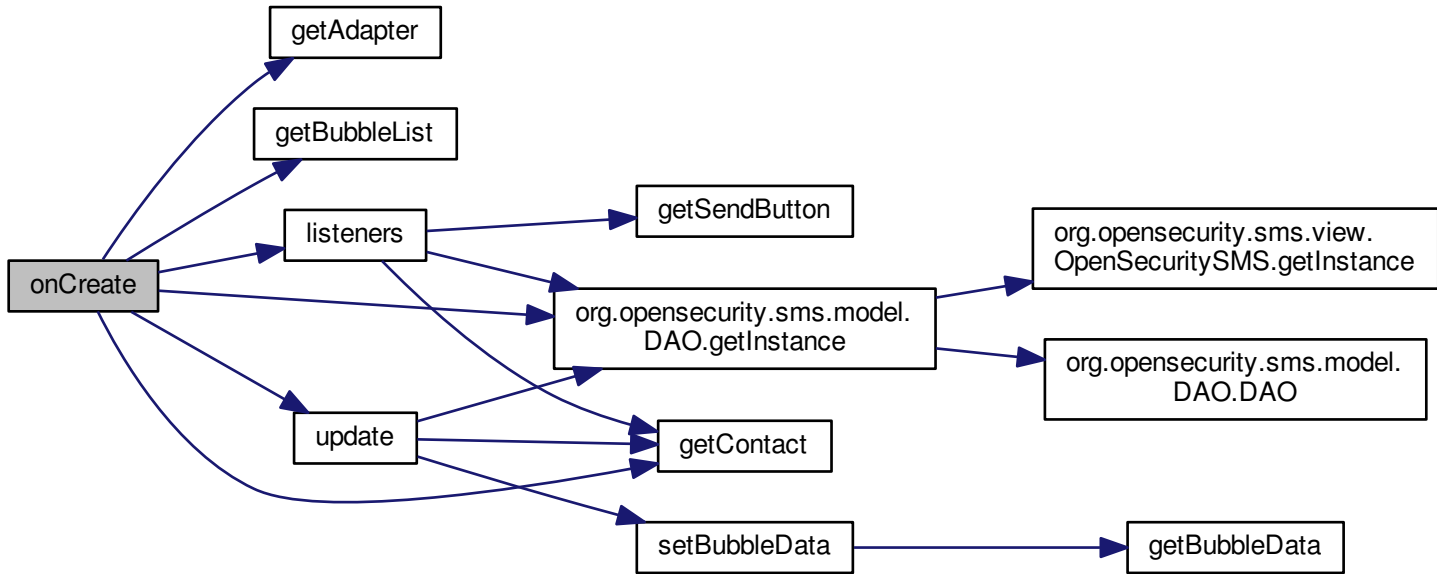 getAdapter
getBubbleList
listeners
getSendButton
org.opensecurity.sms.view.
OpenSecuritySMS.getInstance
onCreate
org.opensecurity.sms.model.
DAO.getInstance
org.opensecurity.sms.model.
DAO.DAO
update
getContact
setBubbleData
getBubbleData